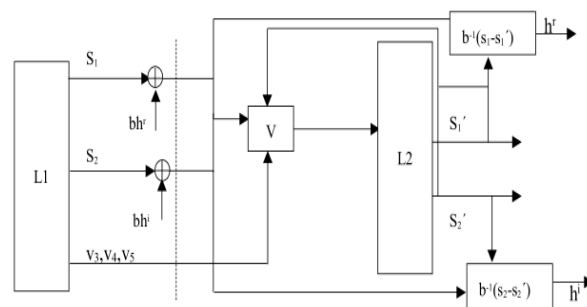 S₁
b⁻¹(s₁-s₁´)
hʳ
bhʳ
V
S₁´
L1
S₂
L2
bhⁱ
S₂´
v₃,v₄,v₅
b⁻¹(s₂-s₂´)
hⁱ